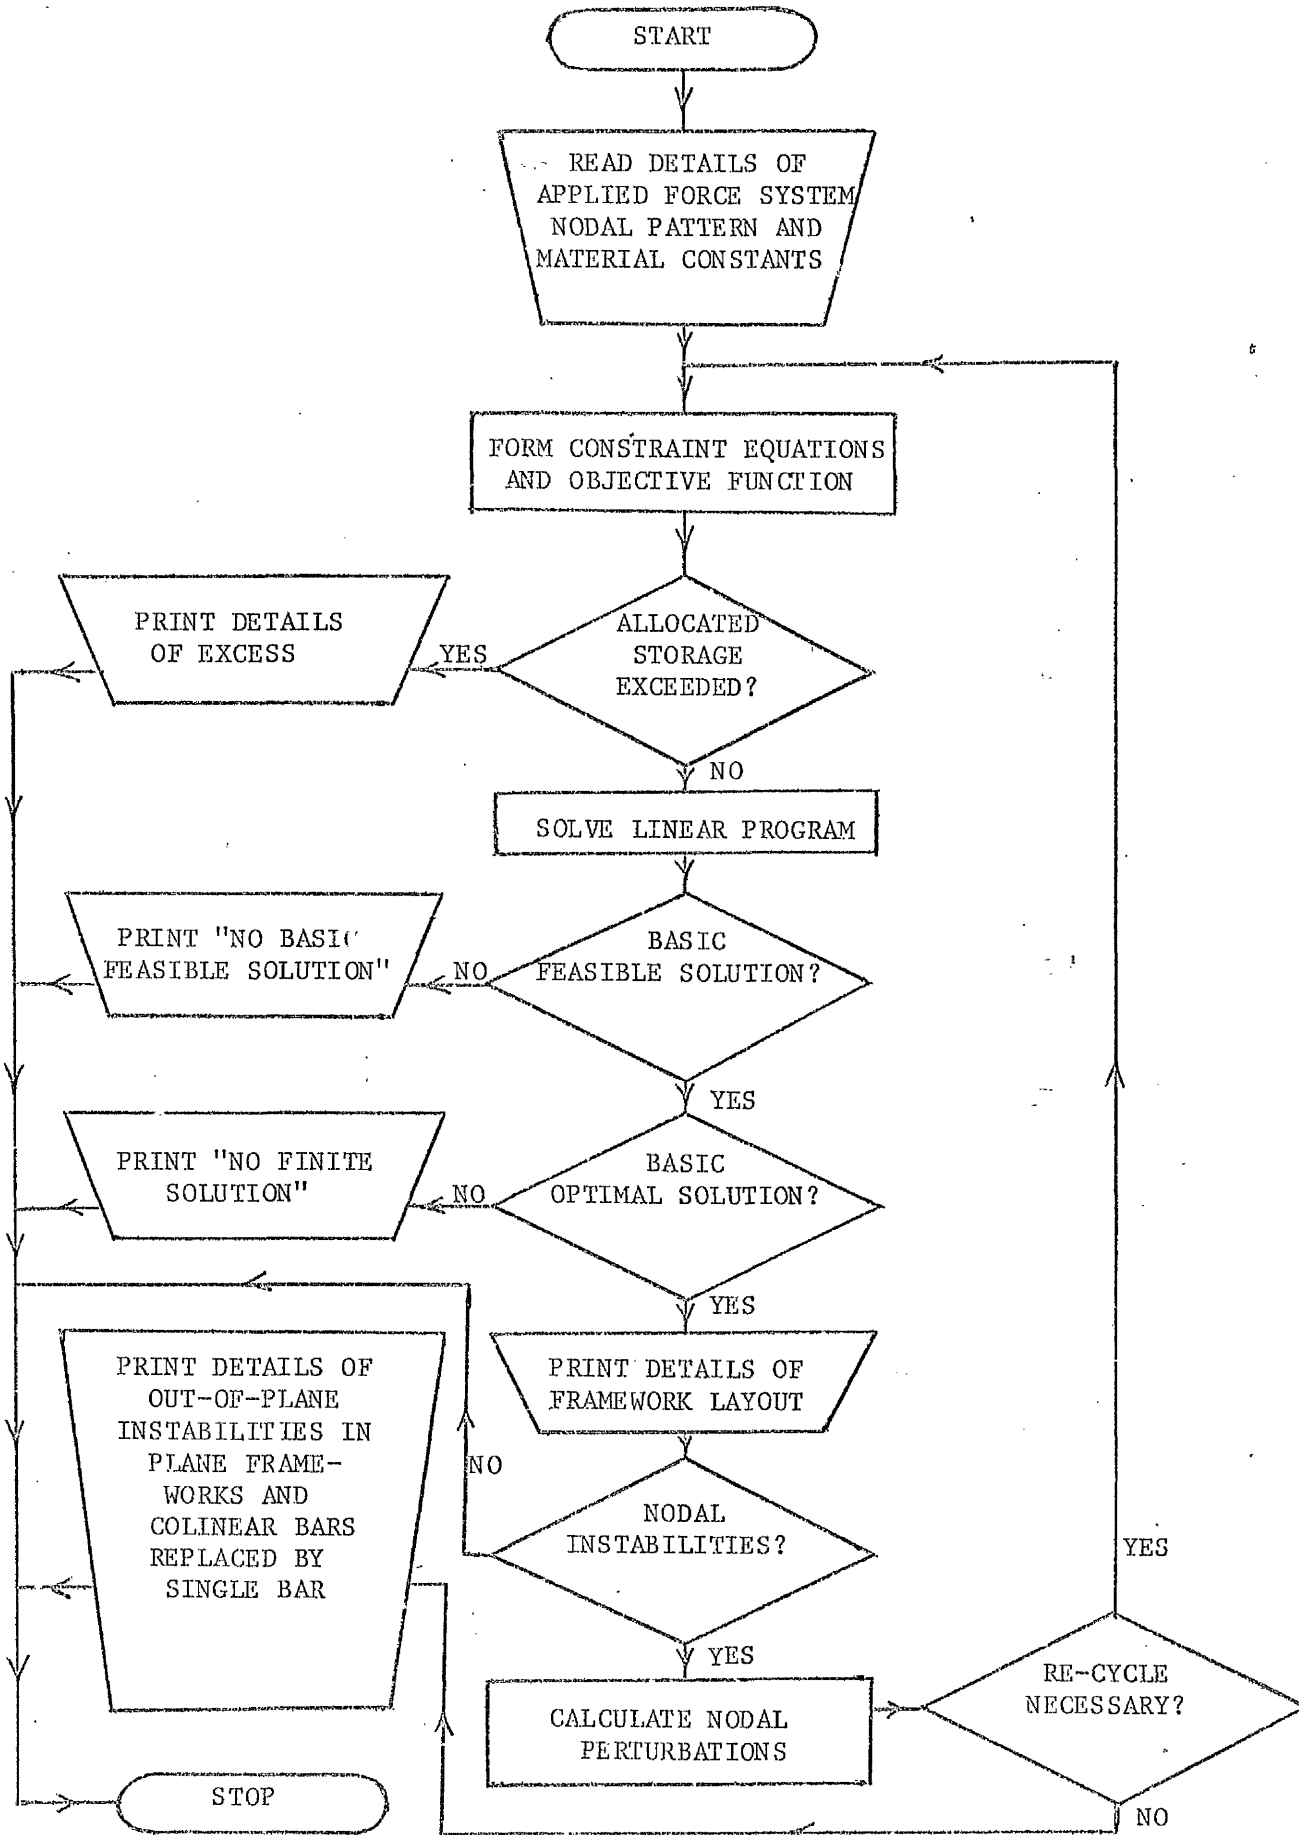 START
READ DETAILS OF
APPLIED FORCE SYSTEM
NODAL PATTERN AND
MATERIAL CONSTANTS
FORM CONSTRAINT EQUATIONS
AND OBJECTIVE FUNCTION
PRINT DETAILS
OF EXCESS
YES
ALLOCATED
STORAGE
EXCEEDED?
NO
SOLVE LINEAR PROGRAM
PRINT "NO BASIC
FEASIBLE SOLUTION"
NO
BASIC
FEASIBLE SOLUTION?
YES
PRINT "NO FINITE
SOLUTION"
NO
BASIC
OPTIMAL SOLUTION?
YES
PRINT DETAILS OF
OUT-OF-PLANE
INSTABILITIES IN
PLANE FRAME-
WORKS AND
COLINEAR BARS
REPLACED BY
SINGLE BAR
PRINT DETAILS OF
FRAMEWORK LAYOUT
NO
NODAL
INSTABILITIES?
YES
YES
CALCULATE NODAL
PERTURBATIONS
RE-CYCLE
NECESSARY?
NO
STOP